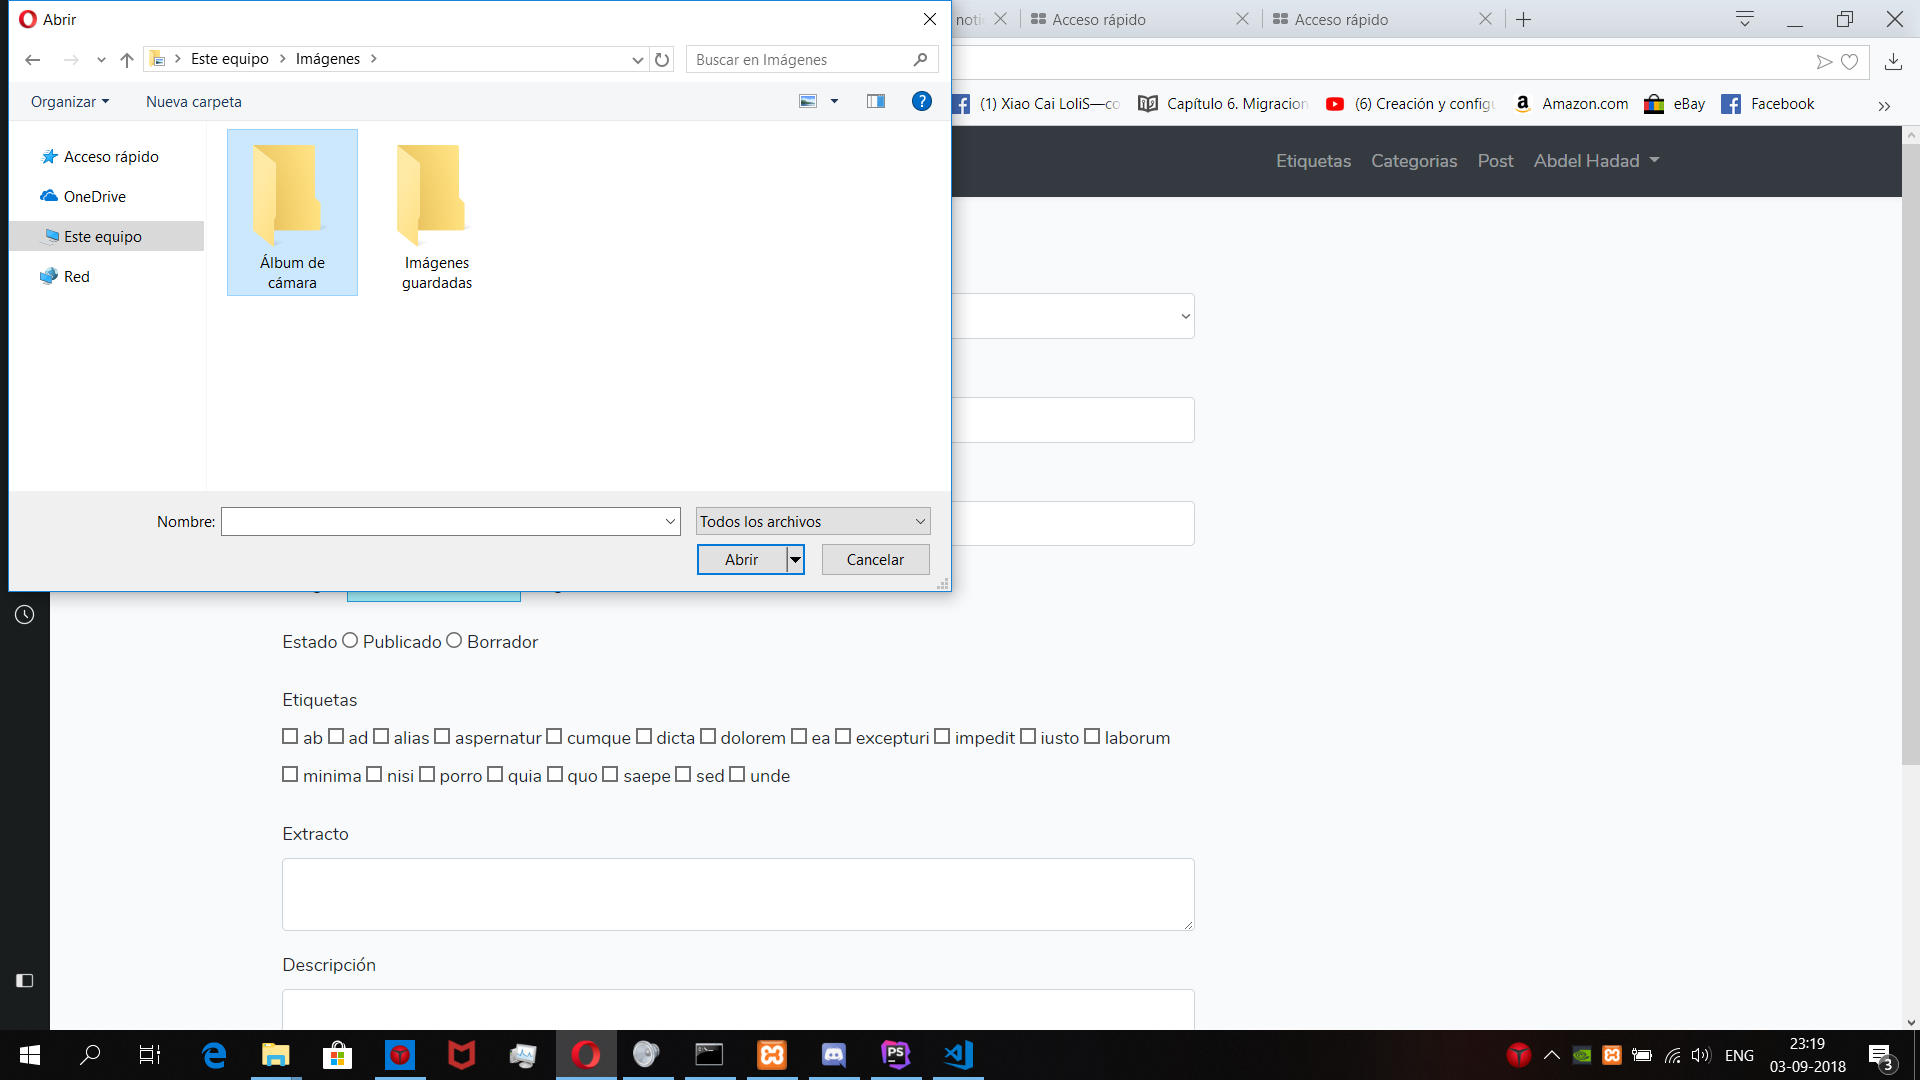 Abrir
noti
Acceso rápido
Acceso rápido
Este equipo
Imágenes
Buscar en Imágenes
Organizar
Nueva carpeta
?
(1) Xiao Cai LoliS—co
Capítulo 6. Migracion
(6) Creación y config
Amazon.com
eBay
Facebook
Etiquetas
Categorias
Post
Abdel Hadad
Acceso rápido
OneDrive
Este equipo
Red
Álbum de
cámara
Imágenes
guardadas
Nombre:
Todos los archivos
Abrir
Cancelar
Estado Publicado Borrador
Etiquetas
ab ad alias aspernatur cumque dicta dolorem ea excepturi impedit iusto laborum
minima nisi porro quia quo saepe sed unde
Extracto
Descripción
PS
ENG
23:19
03-09-2018
3